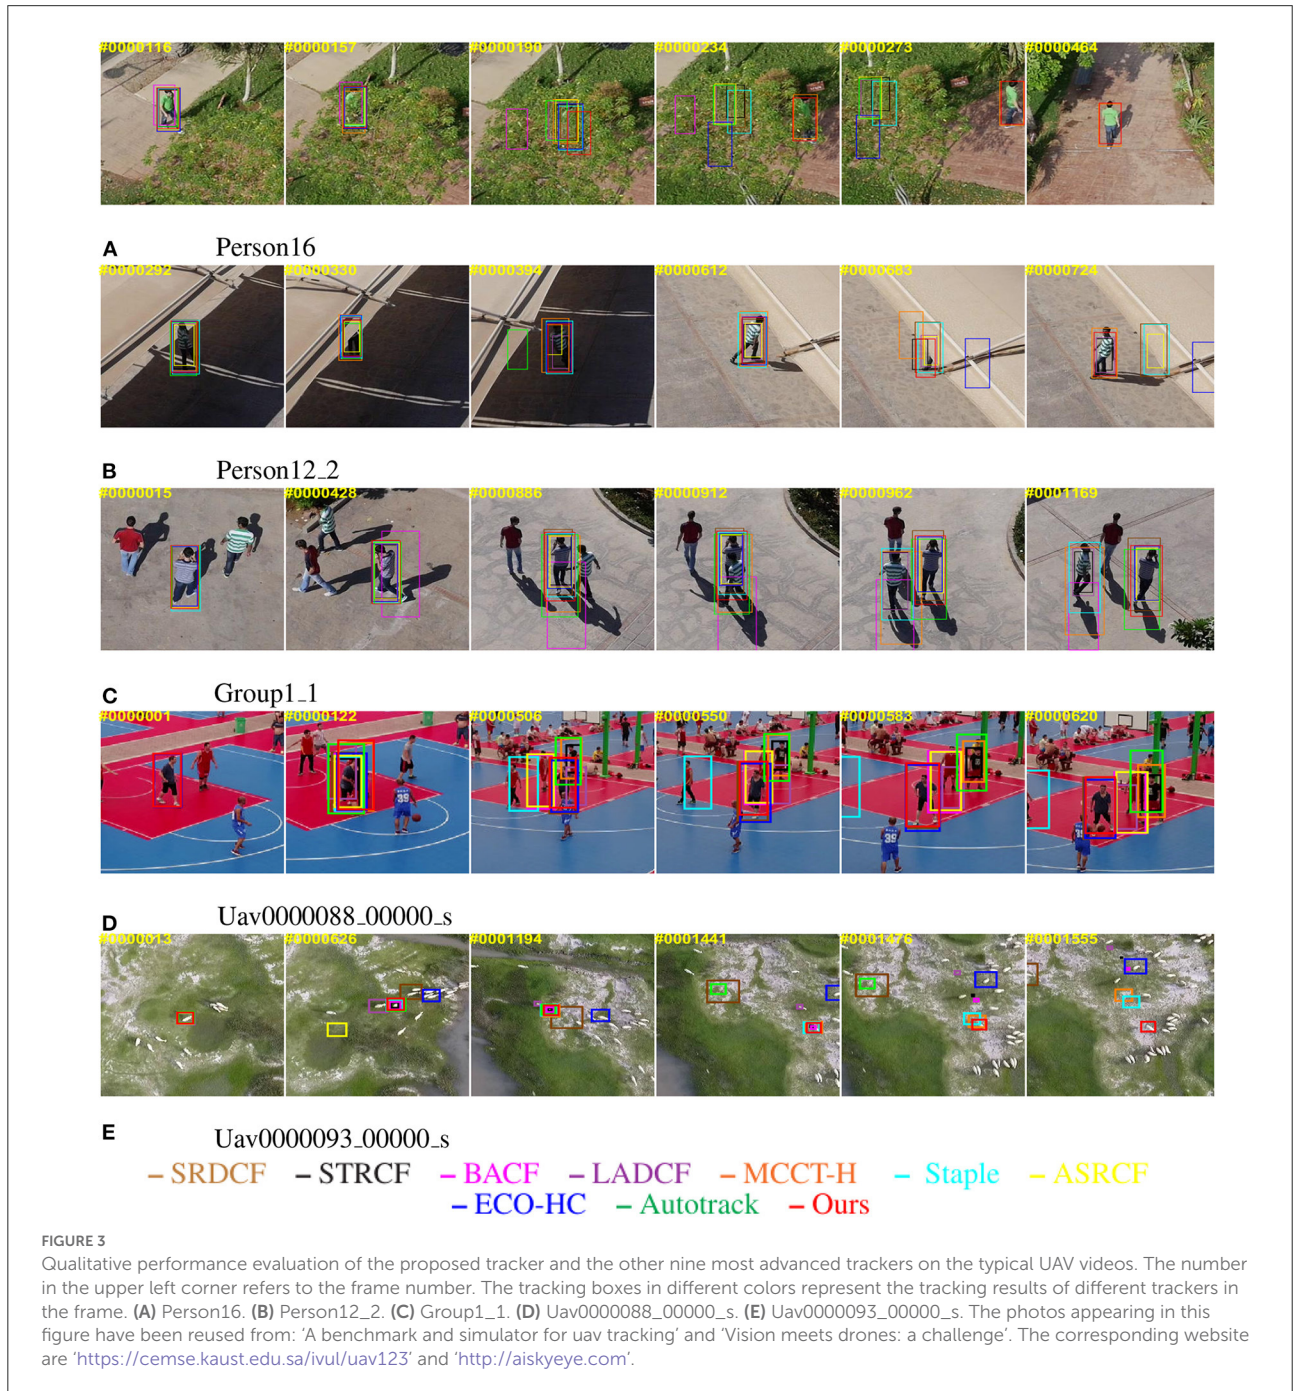 #0000116 #0000157 #0000190 #0000234 #0000273 #0000464
A Person16
#0000292 #0000330 #0000394 #0000612 #0000683 #0000724
B Person12_2
#0000015 #0000428 #0000886 #0000912 #0000962 #0001169
C Group1_1
#0000001 #0000122 #0000506 #0000550 #0000583 #0000620
39
39
39
D Uav0000088_00000_s
#0000013 #0000626 #0001194 #0001441 #0001476 #0001555
E Uav0000093_00000_s
– SRDCF – STRCF – BACF – LADCF – MCCT-H – Staple – ASRCF
– ECO-HC – Autotrack – Ours
FIGURE 3
Qualitative performance evaluation of the proposed tracker and the other nine most advanced trackers on the typical UAV videos. The number
in the upper left corner refers to the frame number. The tracking boxes in different colors represent the tracking results of different trackers in
the frame. (A) Person16. (B) Person12_2. (C) Group1_1. (D) Uav0000088_00000_s. (E) Uav0000093_00000_s. The photos appearing in this
figure have been reused from: 'A benchmark and simulator for uav tracking' and 'Vision meets drones: a challenge'. The corresponding website
are 'https://cemse.kaust.edu.sa/ivul/uav123' and 'http://aiskyeye.com'.